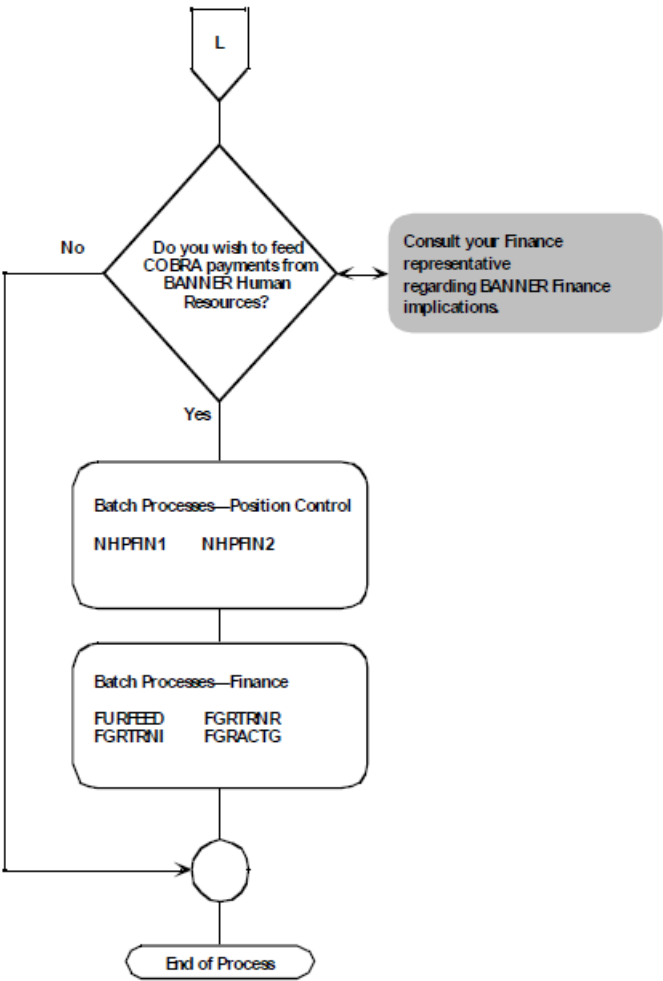 L
No
Do you wish to feed
COBRA payments from
BANNER Human
Resources?
Consult your Finance
representative
regarding BANNER Finance
implications.
Yes
Batch Processes—Position Control
NHPFIN1 NHPFIN2
Batch Processes—Finance
FURFEED FGRTRNR
FGRTRNI FGRACTG
End of Process